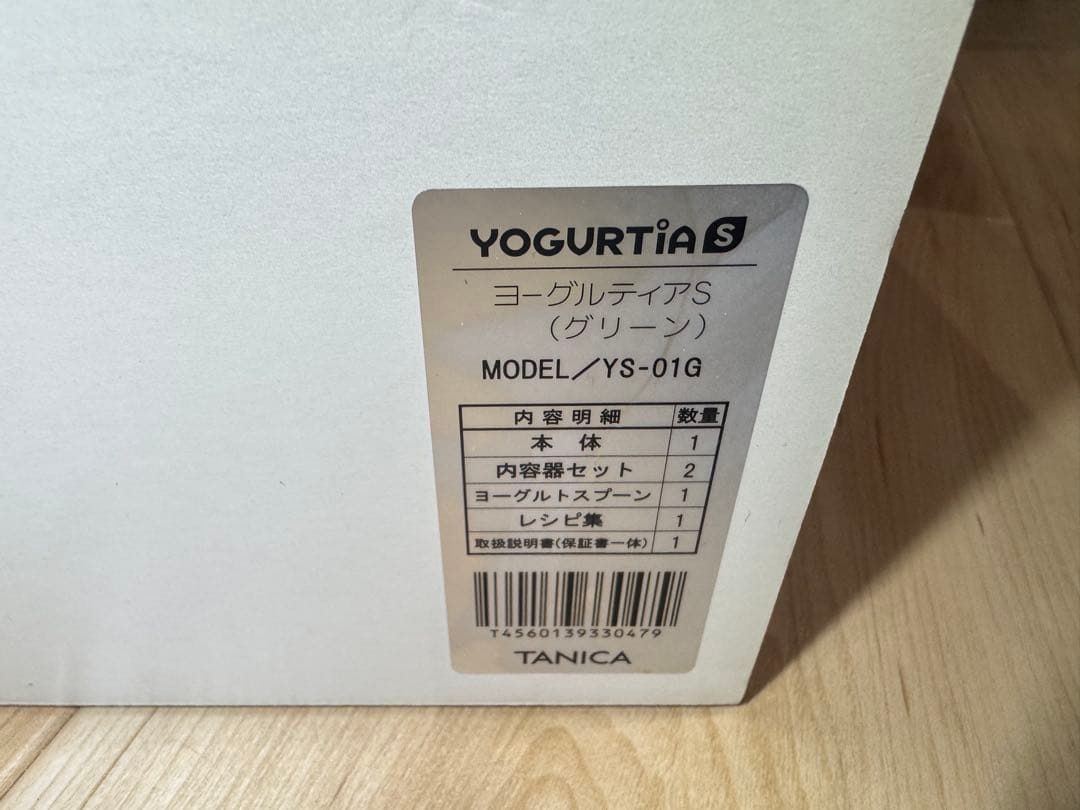 YOGURTiA S
ヨーグルティアS
(グリーン)
MODEL／YS-01G
内容明細 数量
本 体 1
内容器セット 2
ヨーグルトスプーン 1
レシピ集 1
取扱説明書(保証書一体) 1
T4560139330479
TANICA